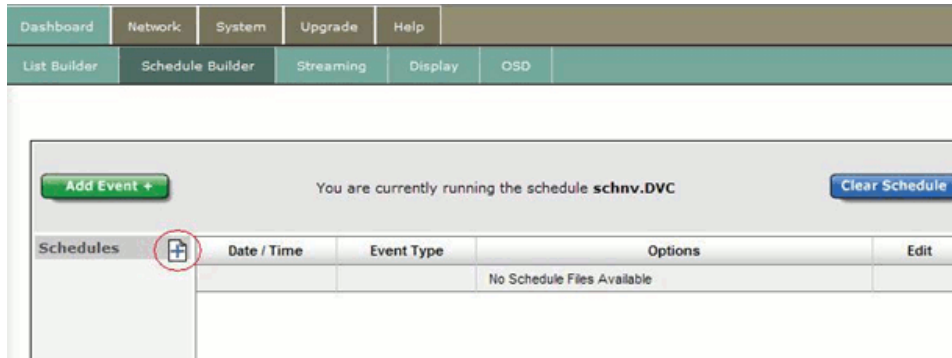 Dashboard Network System Upgrade Help
List Builder Schedule Builder Streaming Display OSD
Add Event + You are currently running the schedule schnv.DVC Clear Schedule
Schedules Date / Time Event Type Options Edit
No Schedule Files Available